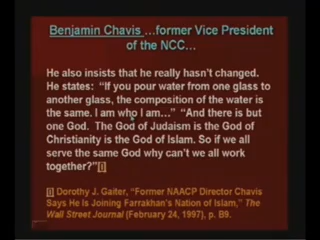 Benjamin Chavis …former Vice President
of the NCC…
He also insists that he really hasn't changed.
He states:  “If you pour water from one glass to
another glass, the composition of the water is
the same. I am who I am…”  “And there is but
one God.  The God of Judaism is the God of
Christianity is the God of Islam. So if we all
serve the same God why can't we all work
together?”[i]
[i] Dorothy J. Gaiter, “Former NAACP Director Chavis
Says He Is Joining Farrakhan's Nation of Islam,” The
Wall Street Journal (February 24, 1997), p. B9.